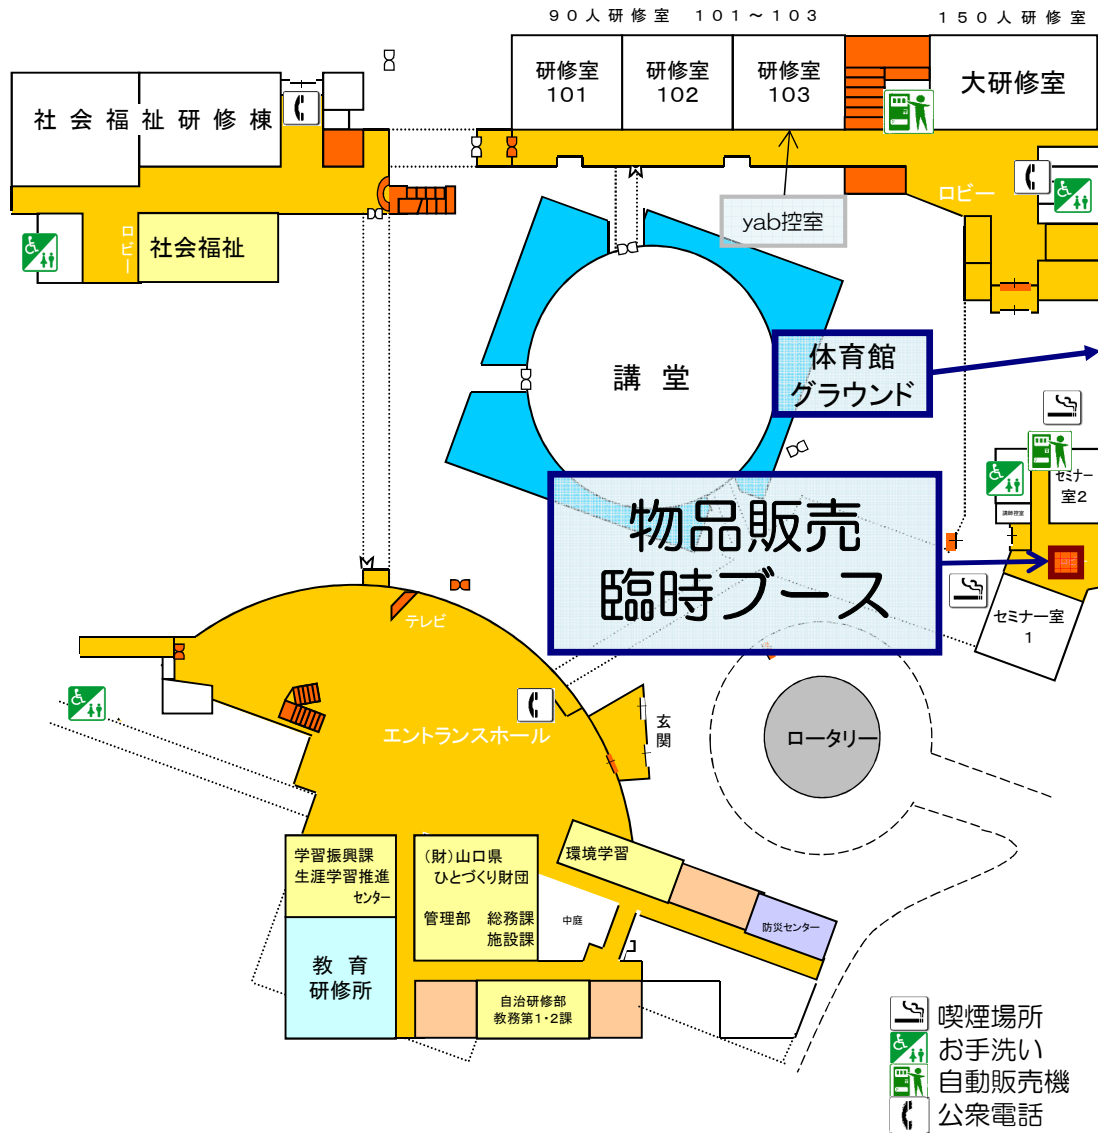 90人研修室 101～103
150人研修室
研修室
101
研修室
102
研修室
103
大研修室
社会福祉研修棟
ロビー
社会福祉
ロビー
yab控室
講堂
体育館
グラウンド
セミナー
室2
講師控室
物品販売
臨時ブース
セミナー室
1
テレビ
エントランスホール
玄
関
ロータリー
学習振興課
生涯学習推進
センター
(財)山口県
ひとづくり財団
管理部 総務課
施設課
環境学習
防災センター
中庭
教育
研修所
自治研修部
教務第1・2課
喫煙場所
お手洗い
自動販売機
公衆電話